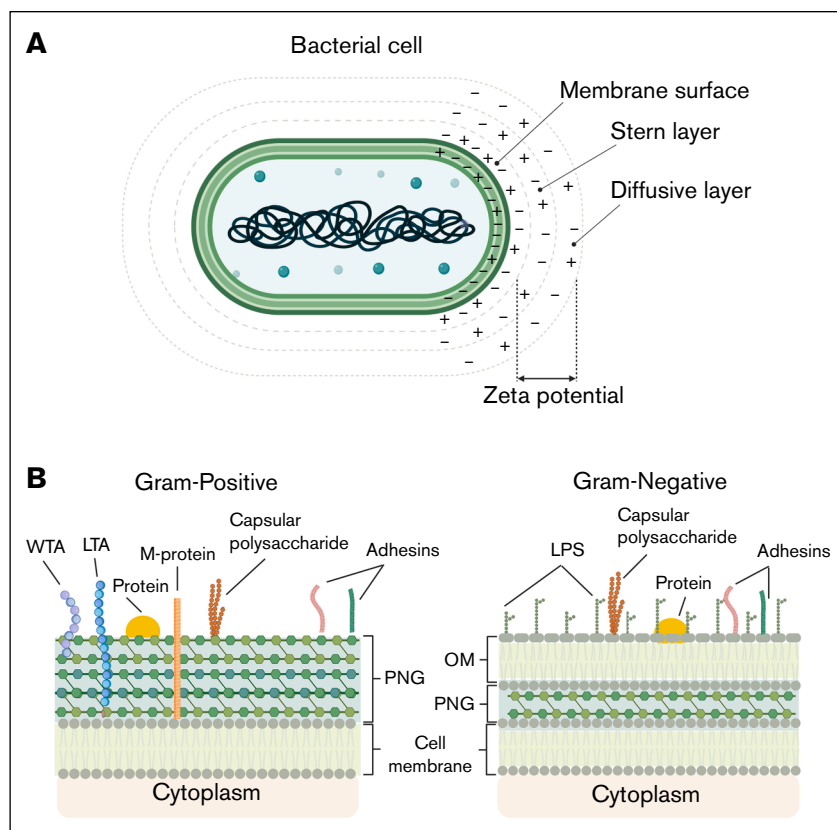 A
Bacterial cell
Membrane surface
Stern layer
Diffusive layer
Zeta potential
B
Gram-Positive
Gram-Negative
WTA
LTA
Protein
M-protein
Capsular
polysaccharide
Adhesins
PNG
Cell
membrane
Cytoplasm
LPS
Capsular
polysaccharide
Protein
Adhesins
OM
PNG
Cytoplasm